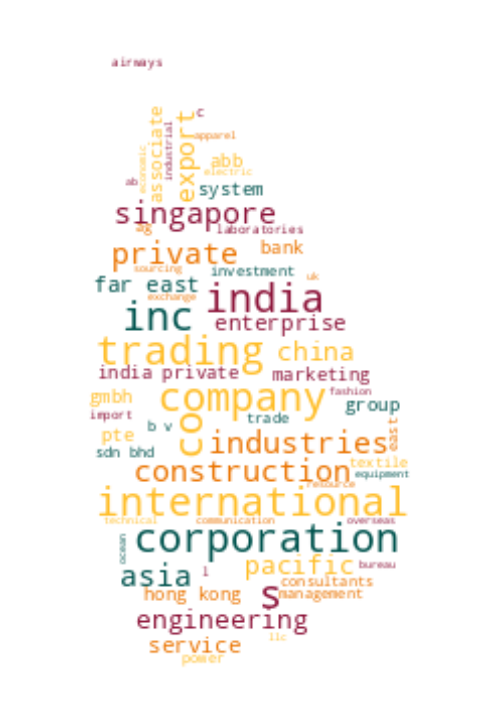 airways
c
associate
industrial
export
apparel
economic
abb
electric
ab
system
singapore
ag
laboratories
private
bank
sourcing
investment
uk
far east
exchange
india
inc
enterprise
trading
china
india private
marketing
fashion
gmbh
company
group
import
co
trade
b v
pte
industries
east
sdn bhd
textile
construction
equipment
resource
international
technical
communication
overseas
corporation
ocean
pacific
bureau
asia
l
consultants
hong kong
s
management
engineering
llc
service
power